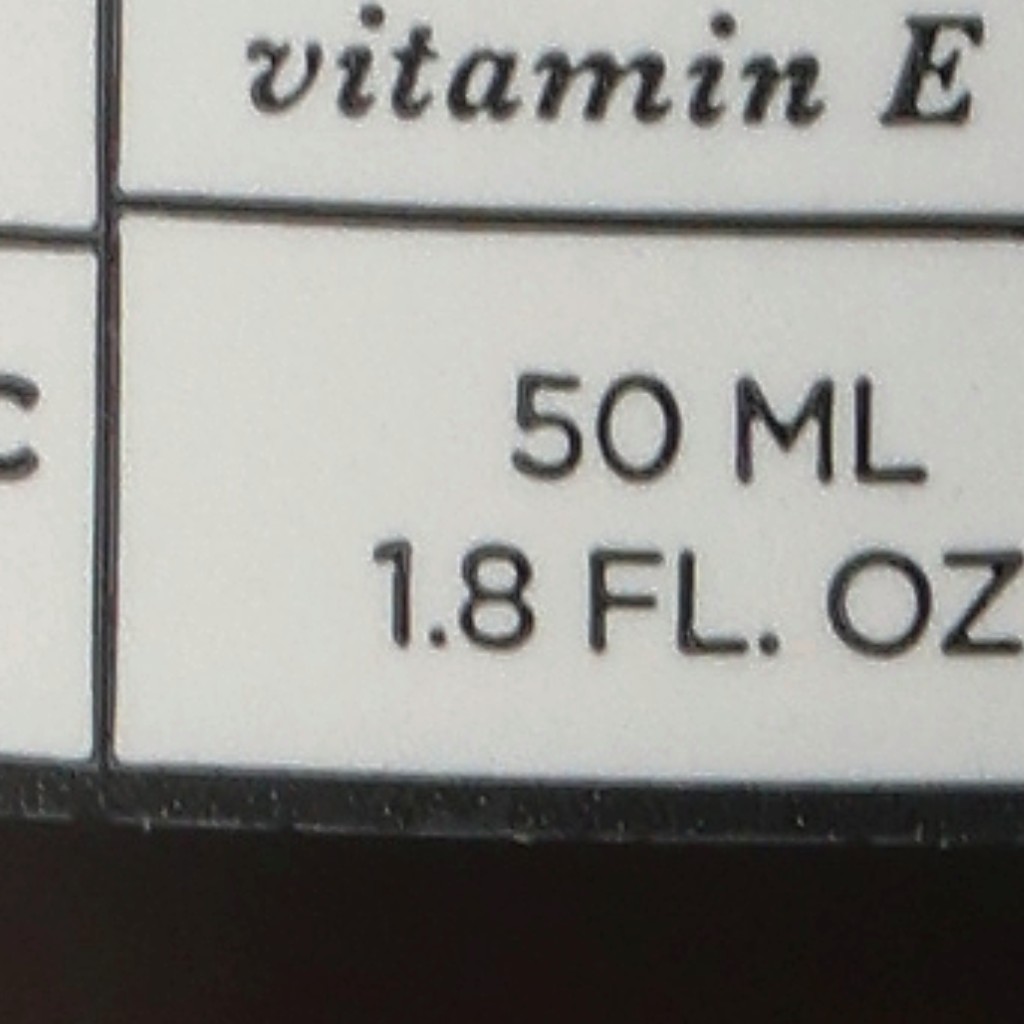 vitamin E
50 ML
1.8 FL. OZ